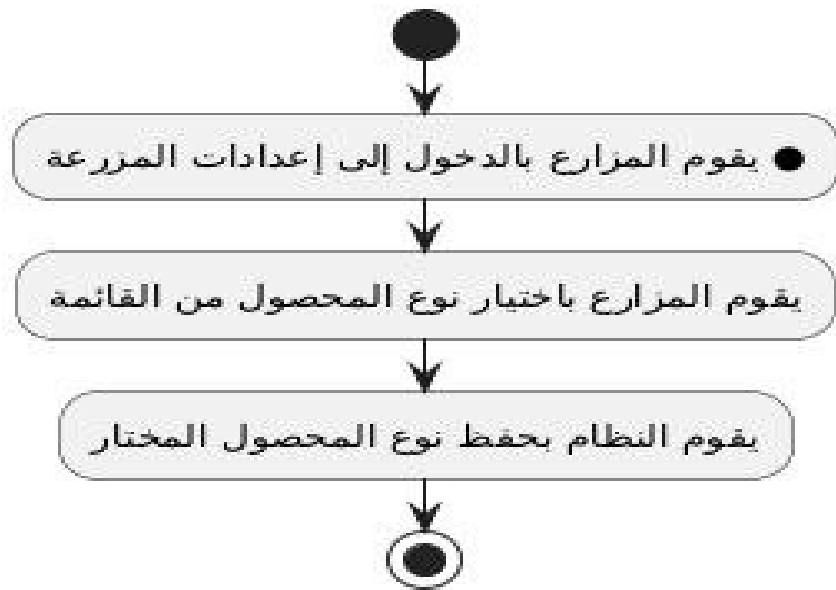 ● يقوم المزارع بالدخول إلى إعدادات المزرعة
يقوم المزارع باختيار نوع المحصول من القائمة
يقوم النظام بحفظ نوع المحصول المختار